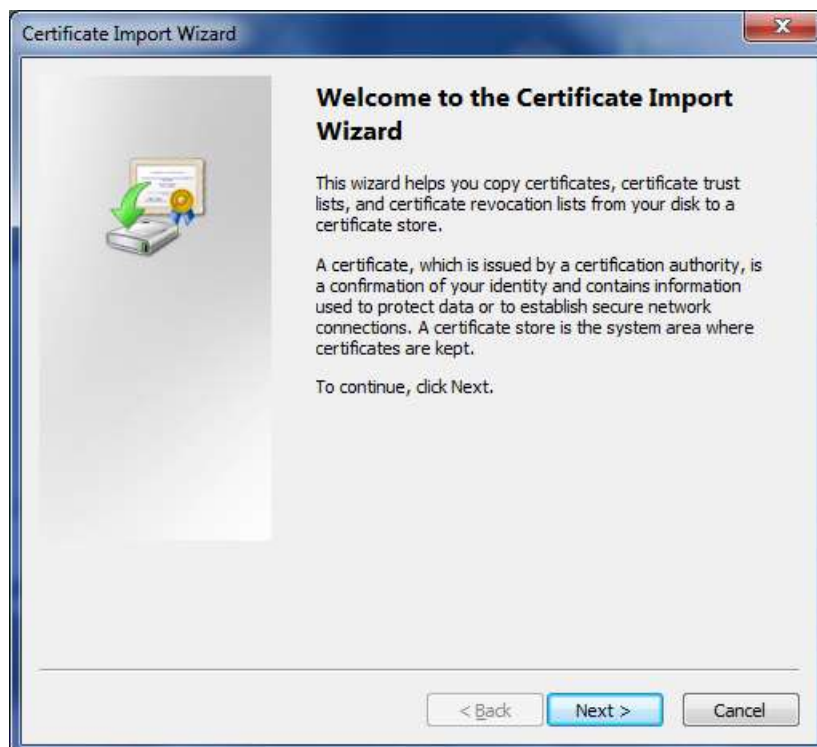 Certificate Import Wizard
Welcome to the Certificate Import
Wizard
This wizard helps you copy certificates, certificate trust
lists, and certificate revocation lists from your disk to a
certificate store.
A certificate, which is issued by a certification authority, is
a confirmation of your identity and contains information
used to protect data or to establish secure network
connections. A certificate store is the system area where
certificates are kept.
To continue, click Next.
< Back Next > Cancel